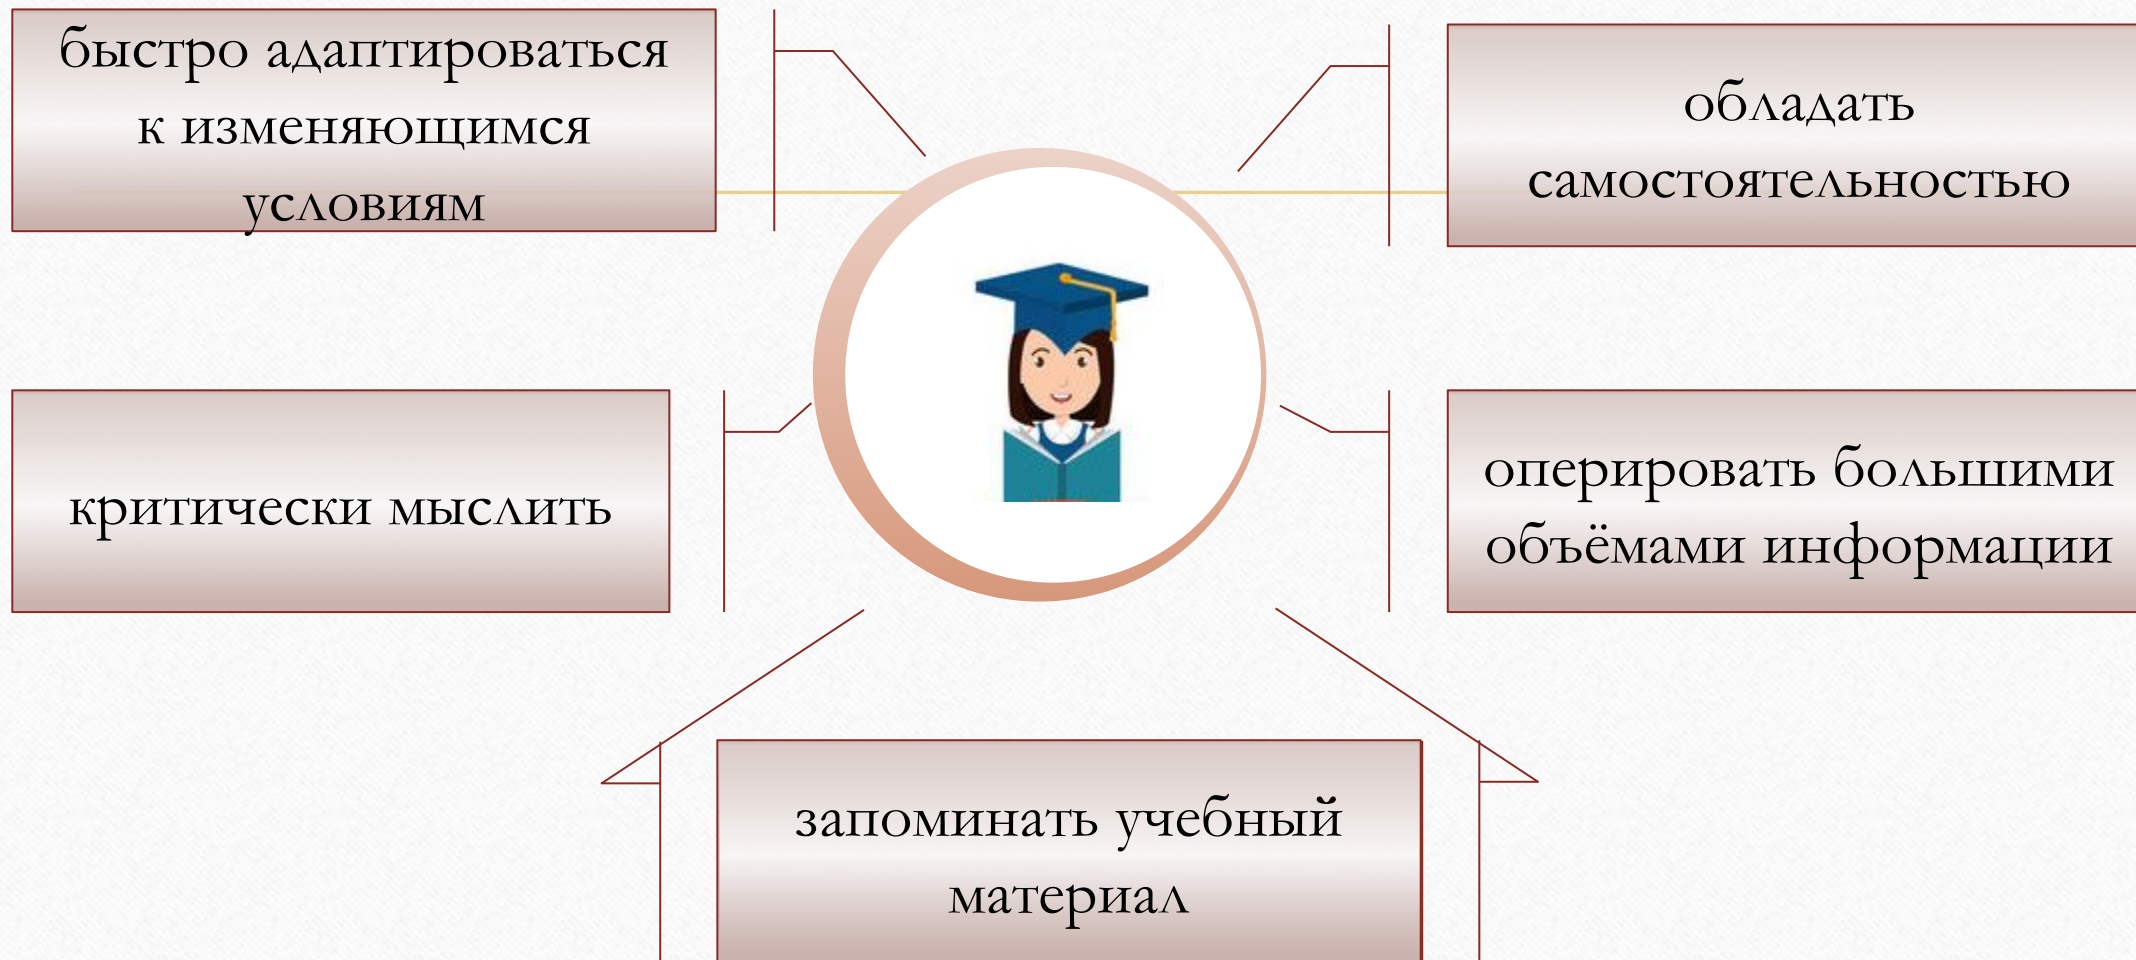 быстро адаптироваться
к изменяющимся
условиям
обладать
самостоятельностью
критически мыслить
оперировать большими
объёмами информации
запоминать учебный
материал